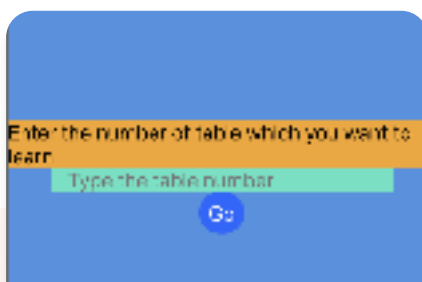 Enter the number of table which you want to
learn
Type the table number
Go